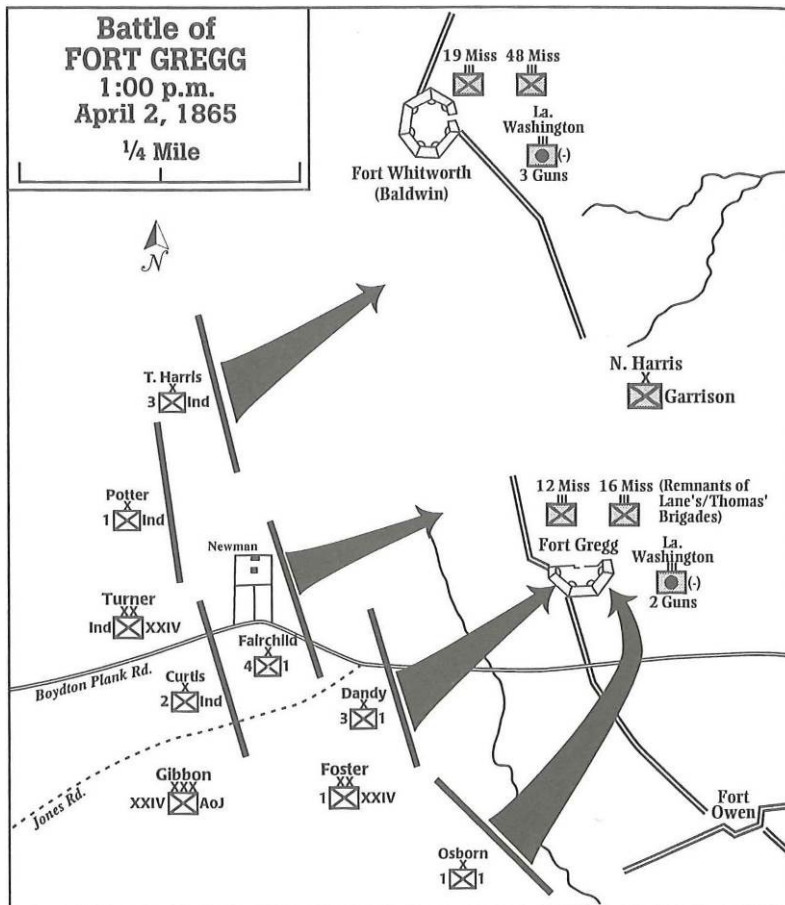 Battle of
FORT GREGG
1:00 p.m.
April 2, 1865
1/4 Mile
19 Miss
48 Miss
La.
Washington
(-)
3 Guns
Fort Whitworth
(Baldwin)
N
T. Harris
X
3 Ind
N. Harris
X
Garrison
Potter
X
1 Ind
12 Miss
16 Miss
(Remnants of
Lane's/Thomas'
Brigades)
Fort Gregg
La.
Washington
(-)
2 Guns
Newman
Turner
XX
Ind XXIV
Fairchild
X
4 1
Boydton Plank Rd.
Curtis
X
2 Ind
Dandy
X
3 1
Jones Rd.
Gibbon
XXX
XXIV AoJ
Foster
XX
1 XXIV
Fort
Owen
Osborn
X
1 1